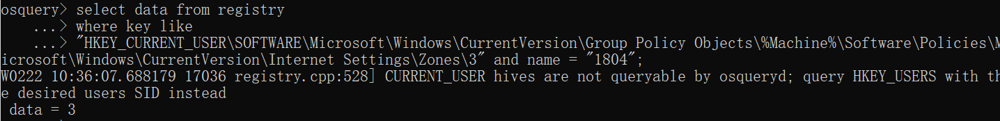 osquery> select data from registry
...> where key like
...> "HKEY_CURRENT_USER\SOFTWARE\Microsoft\Windows\CurrentVersion\Group Policy Objects\%Machine%\Software\Policies\M
icrosoft\Windows\CurrentVersion\Internet Settings\Zones\3" and name = "1804";
W0222 10:36:07.688179 17036 registry.cpp:528] CURRENT_USER hives are not queryable by osqueryd; query HKEY_USERS with th
e desired users SID instead
data = 3